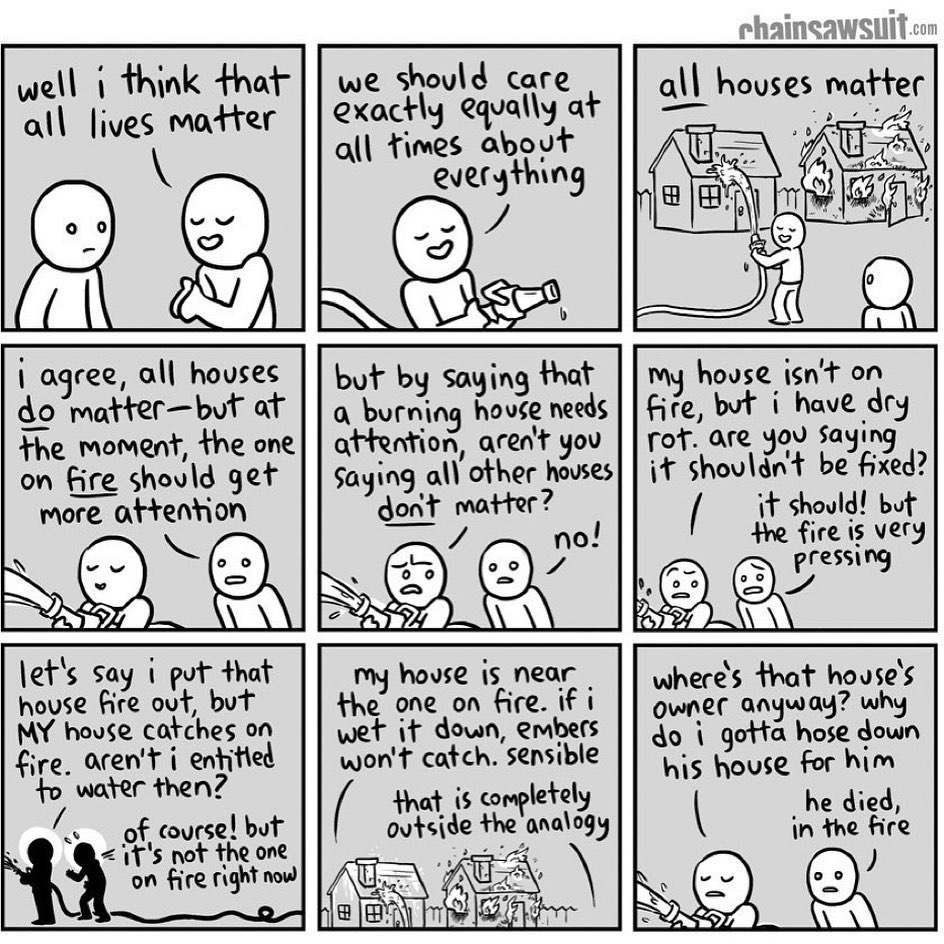 chainsawsuit.com
well i think that
all lives matter
we should care
exactly equally at
all times about
everything
all houses matter
i agree, all houses
do matter—but at
the moment, the one
on fire should get
more attention
but by saying that
a burning house needs
attention, aren't you
saying all other houses
don't matter?
no!
my house isn't on
fire, but i have dry
rot. are you saying
it shouldn't be fixed?
it should! but
the fire is very
pressing
let's say i put that
house fire out, but
MY house catches on
fire. aren't i entitled
to water then?
of course! but
it's not the one
on fire right now
my house is near
the one on fire. if i
wet it down, embers
won't catch. sensible
that is completely
outside the analogy
where's that house's
owner anyway? why
do i gotta hose down
his house for him
he died,
in the fire